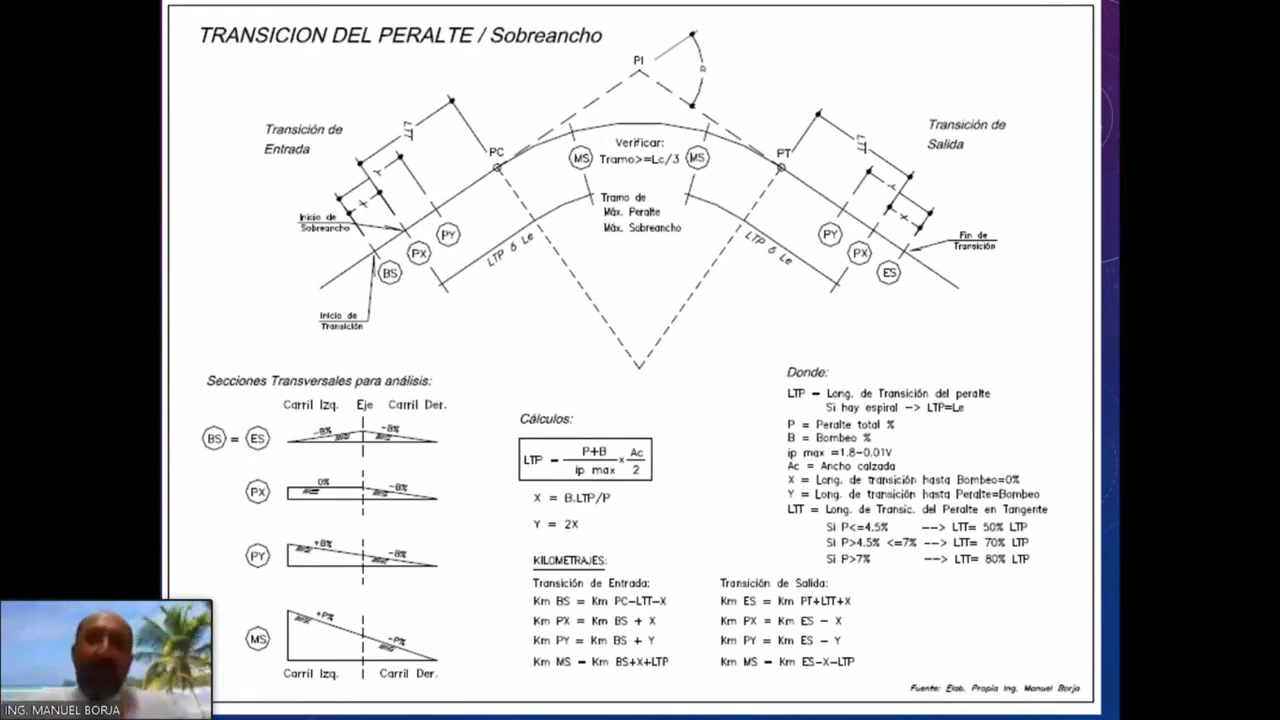 TRANSICION DEL PERALTE / Sobreancho
PI
α
Transición de
Entrada
LTT
Y
X
PC
Verificar:
MS Tramo>=Lc/3 MS
PT
LTT
Y
X
Transición de
Salida
Inicio de
Sobreancho
Tramo de
Máx. Peralte
Máx. Sobreancho
PY
PX
BS
LTP ó Le
LTP ó Le
PY
PX
ES
Fin de
Transición
Inicio de
Transición
Secciones Transversales para análisis:
Carril Izq. Eje Carril Der.
BS = ES -B% -B%
PX 0% -B%
PY +B% -B%
MS +P% -P%
Carril Izq. Carril Der.
Cálculos:
LTP = P+B / ip max x Ac / 2
X = B.LTP/P
Y = 2X
KILOMETRAJES:
Transición de Entrada:
Km BS = Km PC-LTT-X
Km PX = Km BS + X
Km PY = Km BS + Y
Km MS = Km BS+X+LTP
Transición de Salida:
Km ES = Km PT+LTT+X
Km PX = Km ES - X
Km PY = Km ES - Y
Km MS = Km ES-X-LTP
Donde:
LTP = Long. de Transición del peralte
Si hay espiral -> LTP=Le
P = Peralte total %
B = Bombeo %
ip max =1.8-0.01V
Ac = Ancho calzada
X = Long. de transición hasta Bombeo=0%
Y = Long. de transición hasta Peralte=Bombeo
LTT = Long. de Transic. del Peralte en Tangente
Si P<=4.5% --> LTT= 50% LTP
Si P>4.5% <=7% --> LTT= 70% LTP
Si P>7% --> LTT= 80% LTP
Fuente: Elab. Propia Ing. Manuel Borja
ING. MANUEL BORJA